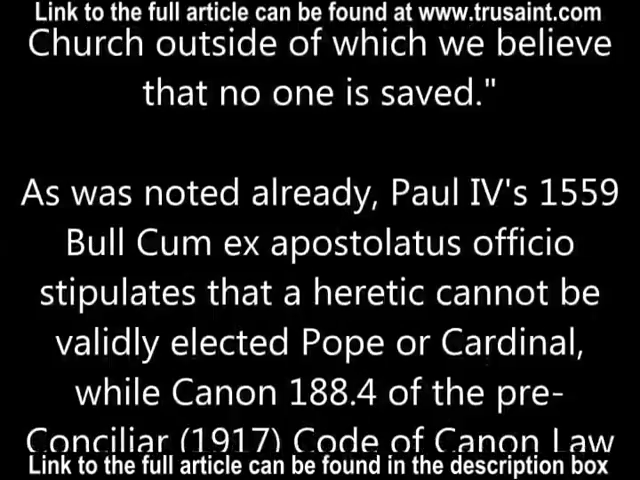 Link to the full article can be found at www.trusaint.com
Church outside of which we believe
that no one is saved."
As was noted already, Paul IV's 1559
Bull Cum ex apostolatus officio
stipulates that a heretic cannot be
validly elected Pope or Cardinal,
while Canon 188.4 of the pre-
Conciliar (1917) Code of Canon Law
Link to the full article can be found in the description box